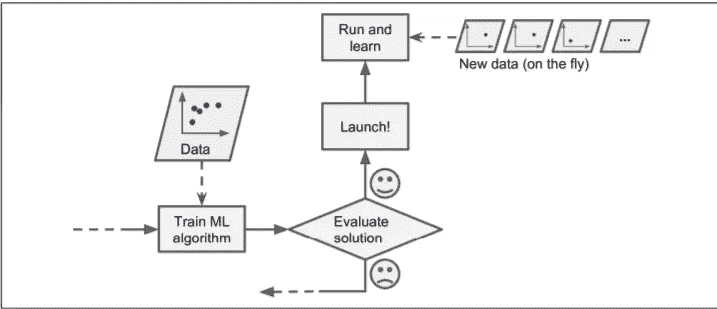 Run and
learn
...
New data (on the fly)
Launch!
Data
Train ML
algorithm
Evaluate
solution